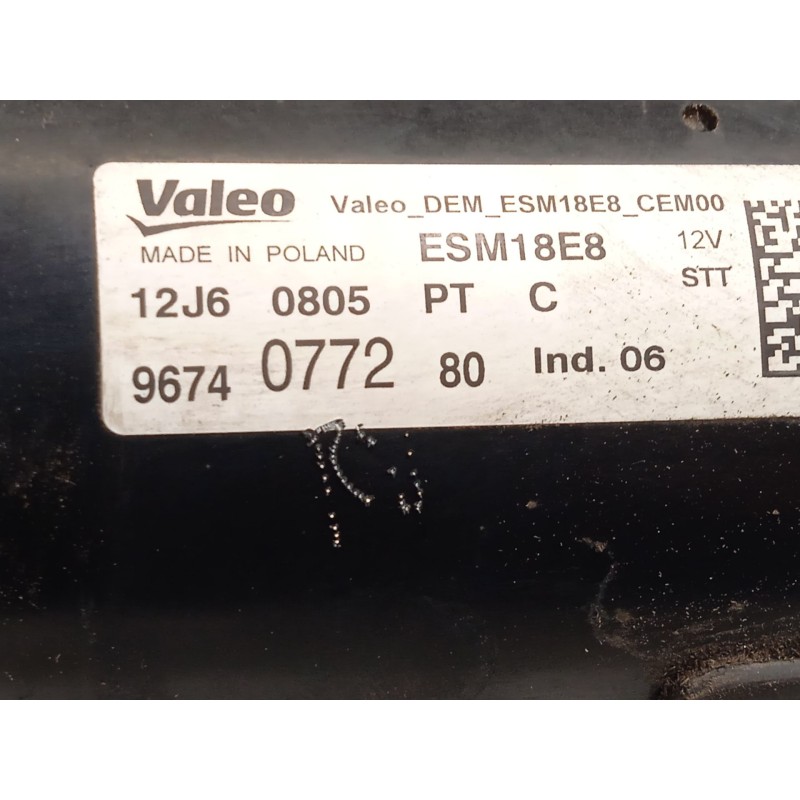 Valeo Valeo_DEM_ESM18E8_CEM00
MADE IN POLAND ESM18E8 12V
STT
12J6 0805 PT C
9674 0772 80 Ind. 06